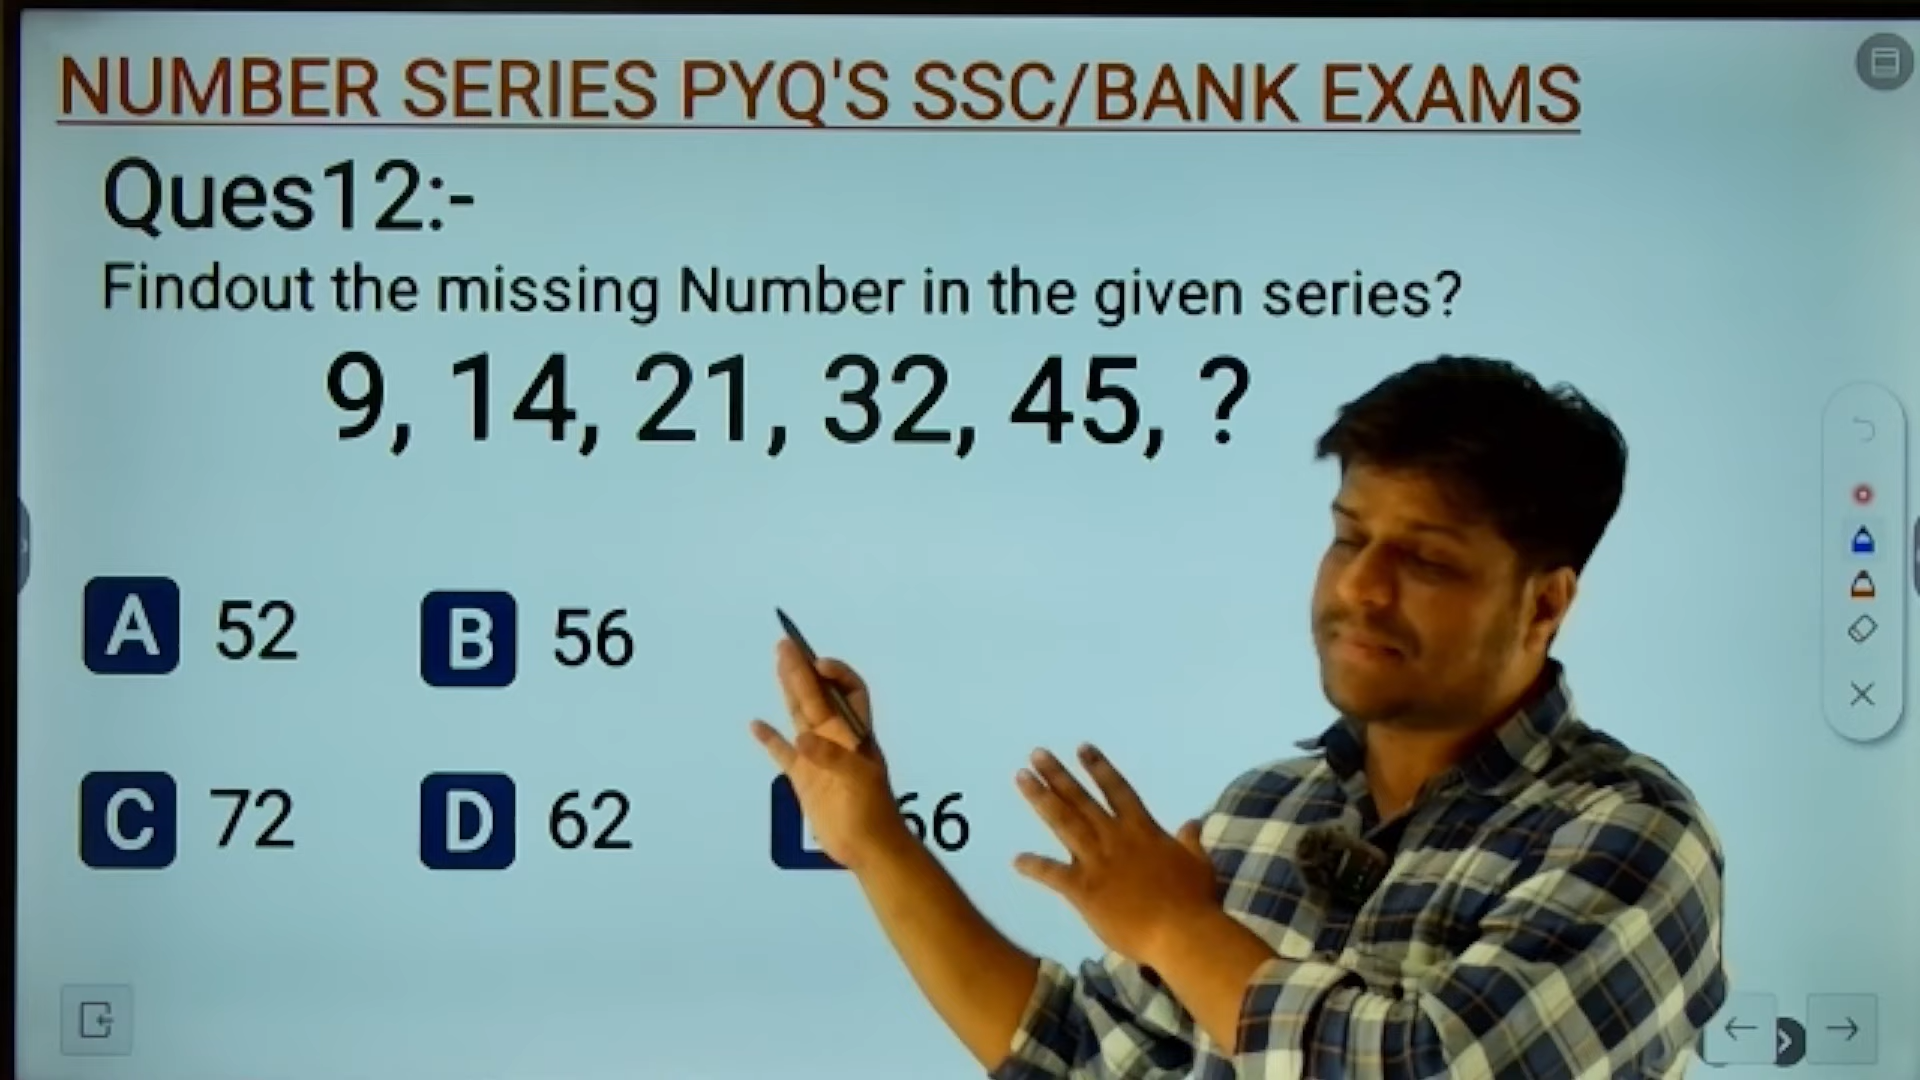 NUMBER SERIES PYQ'S SSC/BANK EXAMS
Ques12:-
Findout the missing Number in the given series?
9, 14, 21, 32, 45, ?
A 52 B 56
C 72 D 62 66